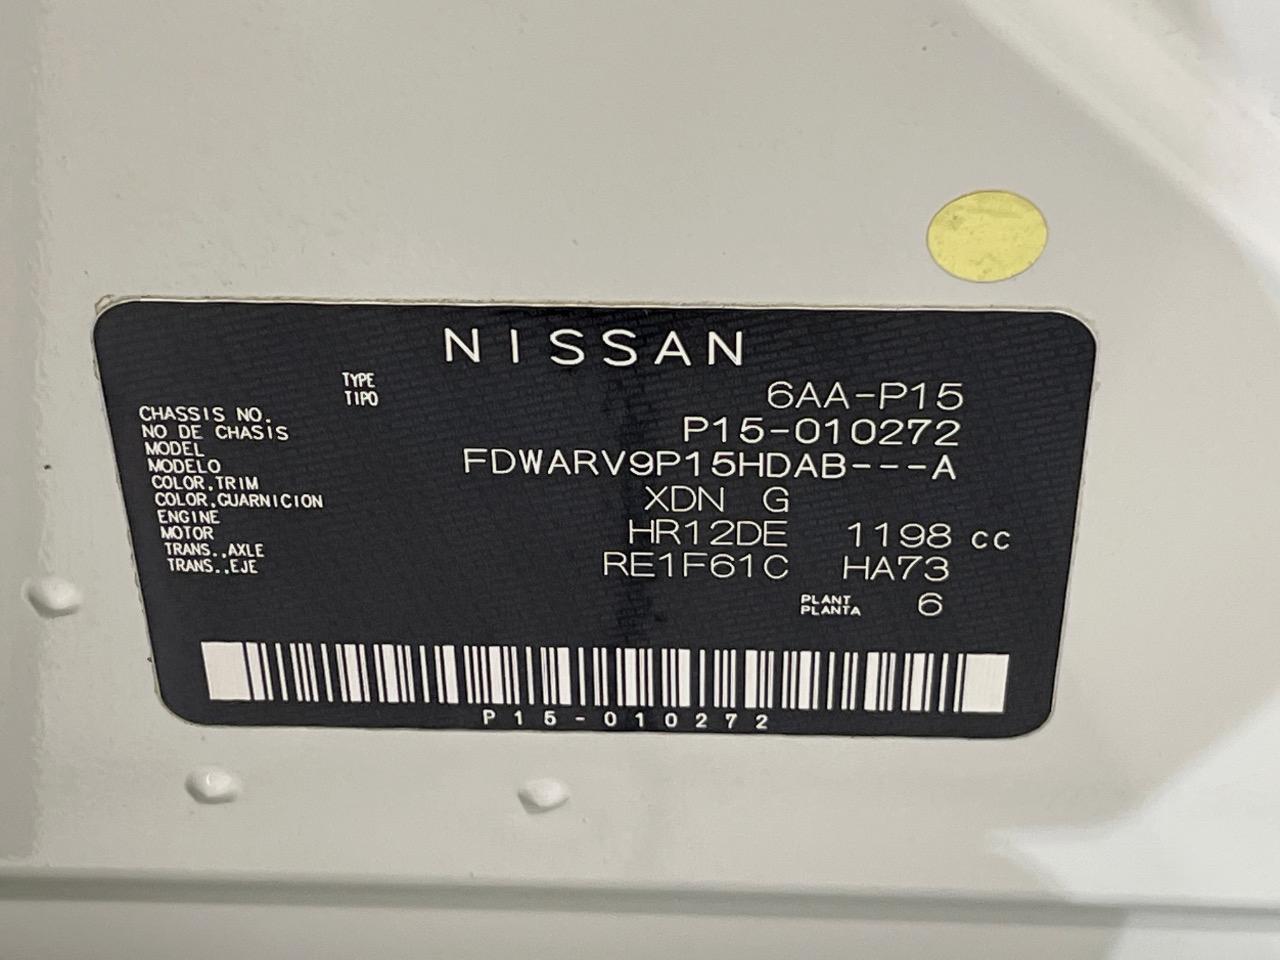 NISSAN
TYPE
TIPO
6AA-P15
CHASSIS NO.
NO DE CHASIS
P15-010272
MODEL
MODELO
FDWARV9P15HDAB---A
COLOR,TRIM
COLOR,GUARNICION
XDN G
ENGINE
MOTOR
HR12DE 1198 cc
TRANS.,AXLE
TRANS.,EJE
RE1F61C HA73
PLANT
PLANTA
6
P15-010272